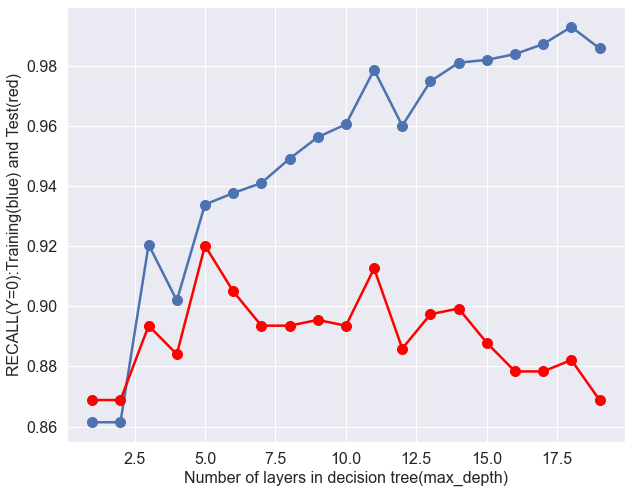 RECALL(Y=0):Training(blue) and Test(red)
0.98
0.96
0.94
0.92
0.90
0.88
0.86
2.5 5.0 7.5 10.0 12.5 15.0 17.5
Number of layers in decision tree(max_depth)